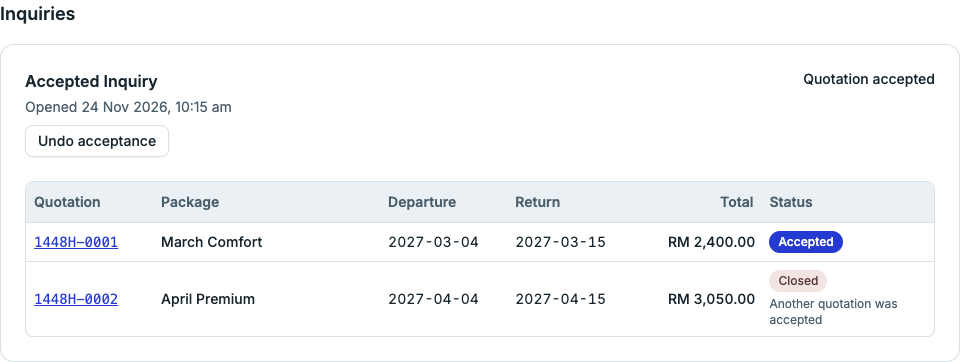 Inquiries
Accepted Inquiry
Quotation accepted
Opened 24 Nov 2026, 10:15 am
Undo acceptance
Quotation Package Departure Return Total Status
1448H-0001 March Comfort 2027-03-04 2027-03-15 RM 2,400.00 Accepted
1448H-0002 April Premium 2027-04-04 2027-04-15 RM 3,050.00 Closed
Another quotation was
accepted